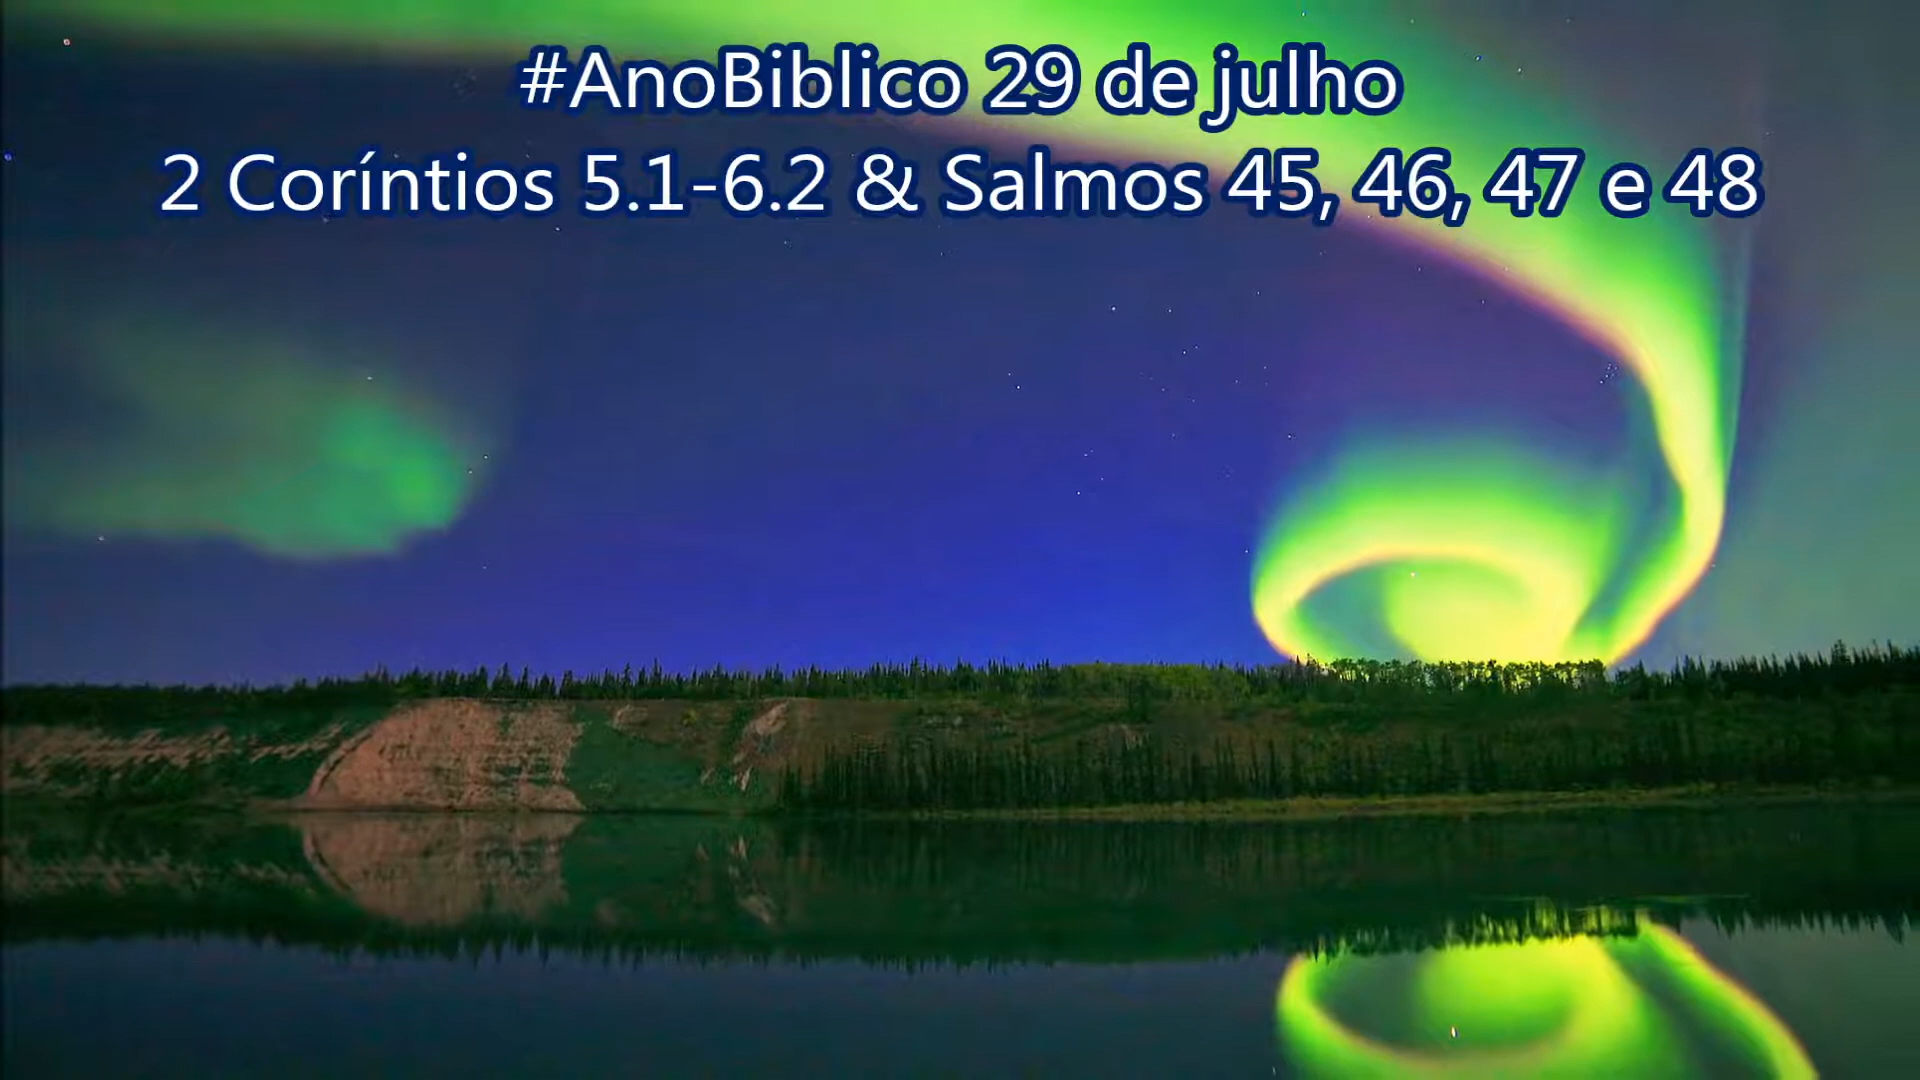 #AnoBiblico 29 de julho
2 Coríntios 5.1-6.2 & Salmos 45, 46, 47 e 48